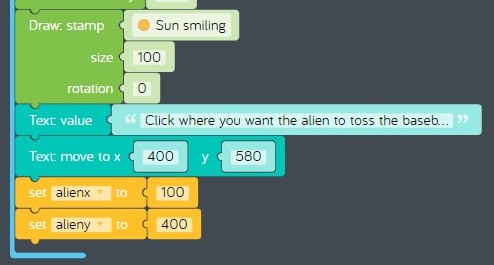 Draw: stamp Sun smiling
size 100
rotation 0
Text: value “ Click where you want the alien to toss the baseb... ”
Text: move to x 400 y 580
set alienx to 100
set alieny to 400